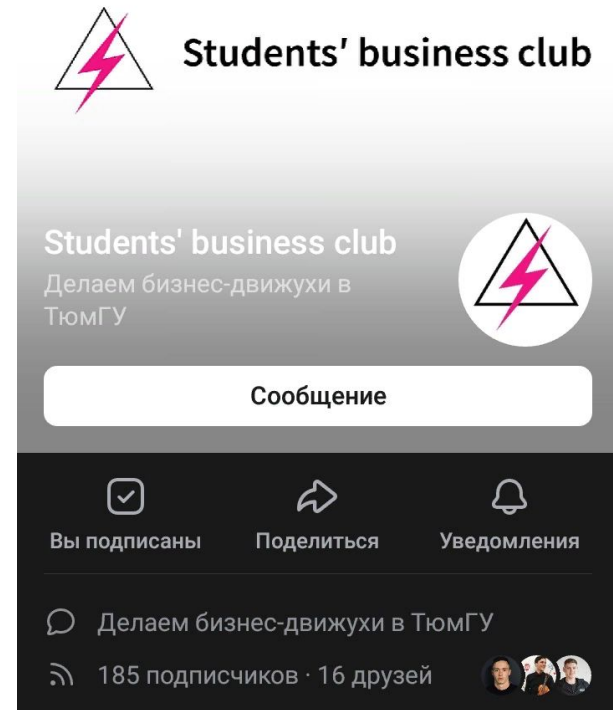 Students' business club
Students' business club
Делаем бизнес-движухи в
ТюмГУ
Сообщение
Вы подписаны
Поделиться
Уведомления
Делаем бизнес-движухи в ТюмГУ
185 подписчиков · 16 друзей